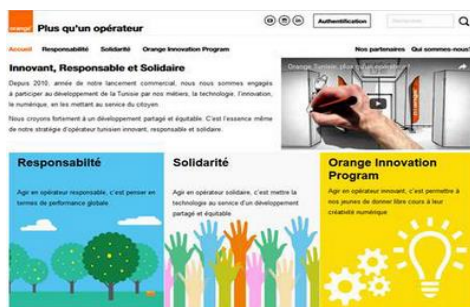 orange
Plus qu'un opérateur
Authentification
Accueil Responsabilité Solidarité Orange Innovation Program Nos partenaires Qui sommes-nous?
Innovant, Responsable et Solidaire
Depuis 2010, année de notre lancement commercial, nous nous sommes engagés
à participer au développement de la Tunisie par nos métiers, la technologie, l'innovation,
le numérique, en les mettant au service du citoyen.
Nous croyons fortement à un développement partagé et équitable. C'est l'essence même
de notre stratégie d'opérateur tunisien innovant, responsable et solidaire.
Orange Tunisie, plus qu'un opérateur
Responsabilté
Agir en opérateur responsable, c'est penser en
termes de performance globale.
Solidarité
Agir en opérateur solidaire, c'est mettre la
technologie au service d'un développement
partagé et équitable.
Orange Innovation
Program
Agir en opérateur innovant, c'est permettre à
nos jeunes de donner libre cours à leur
créativité numérique